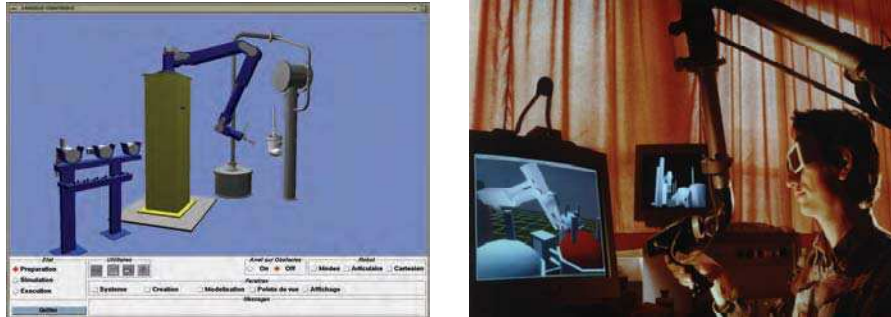 Etat
Utilitaires
Arret sur Obstacles
Robot
Preparation
On Off
Modes Articulaire Cartesien
Simulation
Fenetres
Execution
Systeme Creation Modelisation Points de vue Affichage
Messages
Quitter